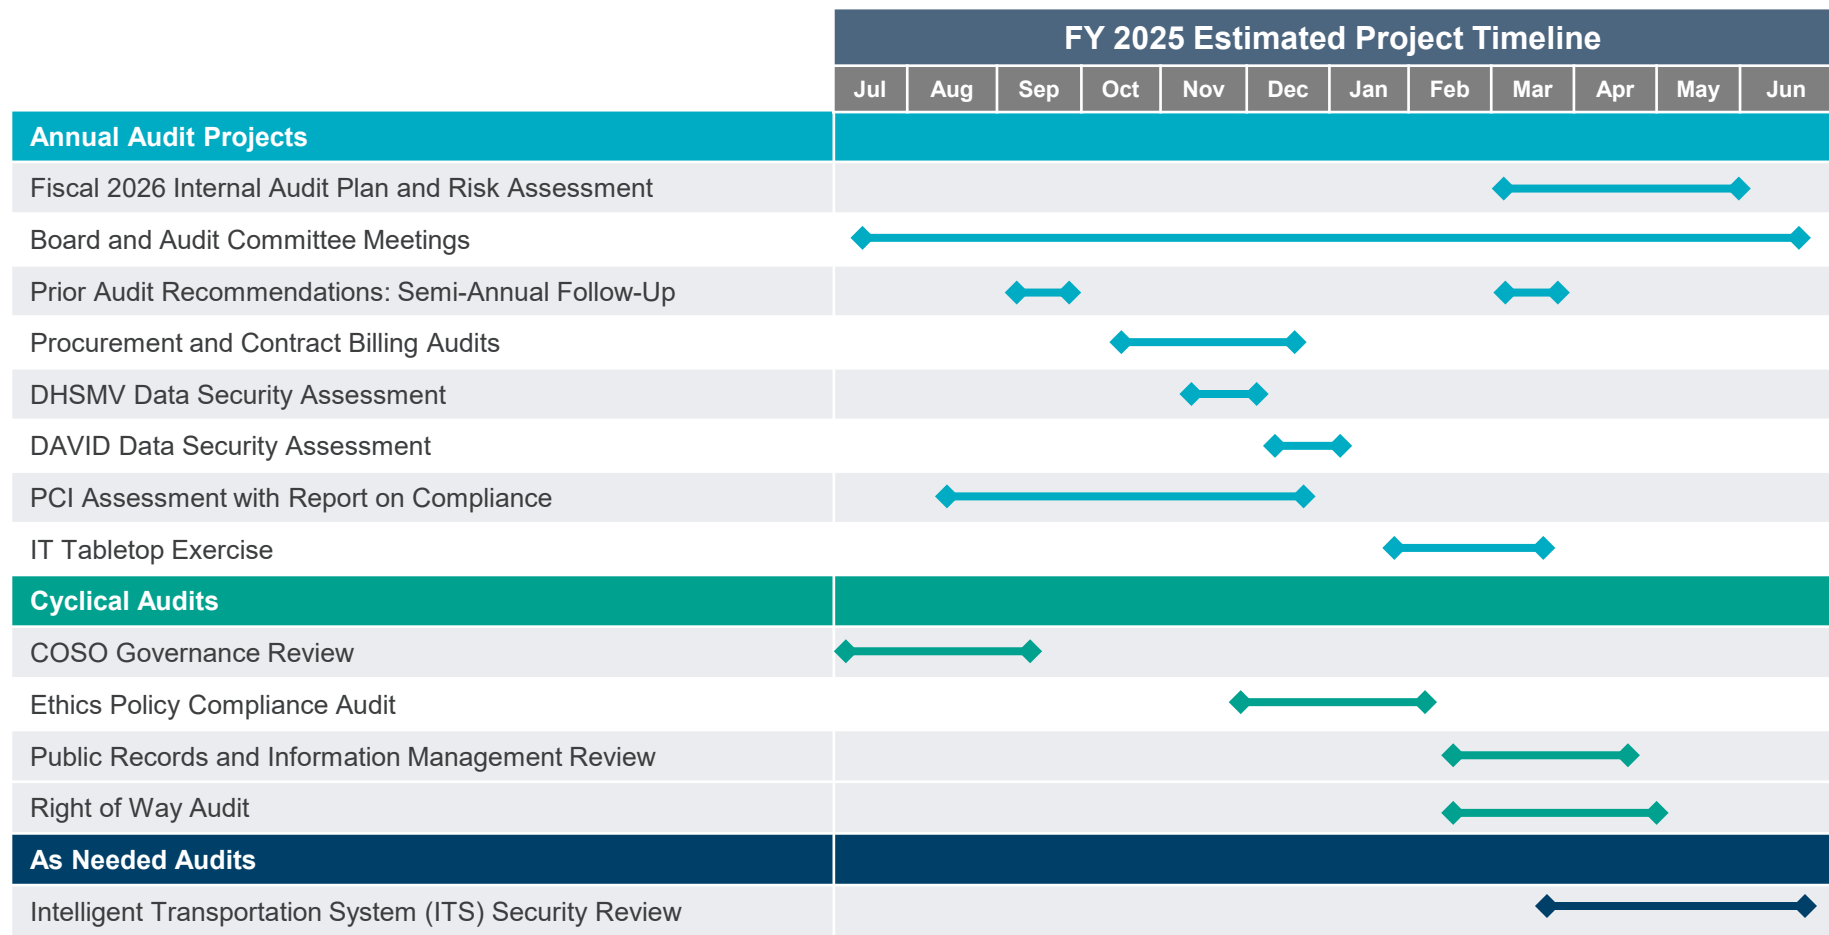 FY 2025 Estimated Project Timeline
Jul Aug Sep Oct Nov Dec Jan Feb Mar Apr May Jun
Annual Audit Projects
Fiscal 2026 Internal Audit Plan and Risk Assessment
Board and Audit Committee Meetings
Prior Audit Recommendations: Semi-Annual Follow-Up
Procurement and Contract Billing Audits
DHSMV Data Security Assessment
DAVID Data Security Assessment
PCI Assessment with Report on Compliance
IT Tabletop Exercise
Cyclical Audits
COSO Governance Review
Ethics Policy Compliance Audit
Public Records and Information Management Review
Right of Way Audit
As Needed Audits
Intelligent Transportation System (ITS) Security Review